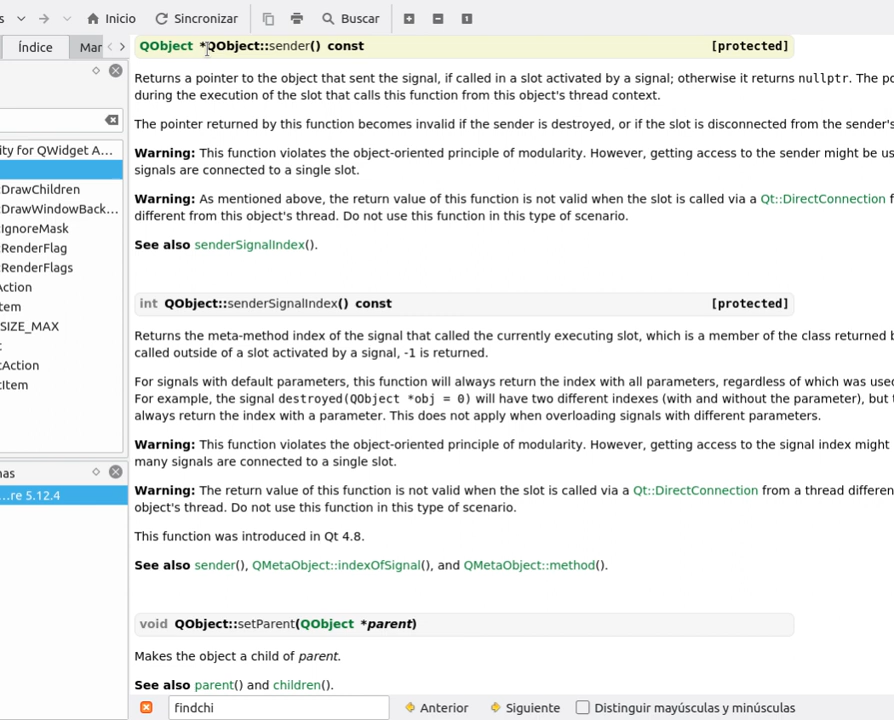 s Inicio Sincronizar Buscar
Índice Mar
ity for QWidget A...
:DrawChildren
:DrawWindowBack...
:IgnoreMask
:RenderFlag
:RenderFlags
Action
tem
SIZE_MAX
t
tAction
tItem
nas
...re 5.12.4
QObject *QObject::sender() const [protected]
Returns a pointer to the object that sent the signal, if called in a slot activated by a signal; otherwise it returns nullptr. The po
during the execution of the slot that calls this function from this object's thread context.
The pointer returned by this function becomes invalid if the sender is destroyed, or if the slot is disconnected from the sender's
Warning: This function violates the object-oriented principle of modularity. However, getting access to the sender might be us
signals are connected to a single slot.
Warning: As mentioned above, the return value of this function is not valid when the slot is called via a Qt::DirectConnection f
different from this object's thread. Do not use this function in this type of scenario.
See also senderSignalIndex().
int QObject::senderSignalIndex() const [protected]
Returns the meta-method index of the signal that called the currently executing slot, which is a member of the class returned b
called outside of a slot activated by a signal, -1 is returned.
For signals with default parameters, this function will always return the index with all parameters, regardless of which was used
For example, the signal destroyed(QObject *obj = 0) will have two different indexes (with and without the parameter), but t
always return the index with a parameter. This does not apply when overloading signals with different parameters.
Warning: This function violates the object-oriented principle of modularity. However, getting access to the signal index might
many signals are connected to a single slot.
Warning: The return value of this function is not valid when the slot is called via a Qt::DirectConnection from a thread differen
object's thread. Do not use this function in this type of scenario.
This function was introduced in Qt 4.8.
See also sender(), QMetaObject::indexOfSignal(), and QMetaObject::method().
void QObject::setParent(QObject *parent)
Makes the object a child of parent.
See also parent() and children().
findchi Anterior Siguiente Distinguir mayúsculas y minúsculas